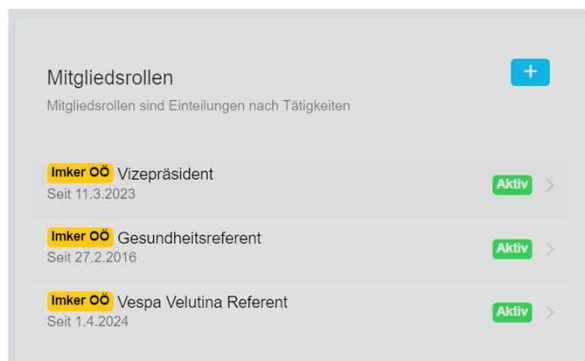 Mitgliedsrollen
+
Mitgliedsrollen sind Einteilungen nach Tätigkeiten
Imker OÖ Vizepräsident
Aktiv
Seit 11.3.2023
Imker OÖ Gesundheitsreferent
Aktiv
Seit 27.2.2016
Imker OÖ Vespa Velutina Referent
Aktiv
Seit 1.4.2024